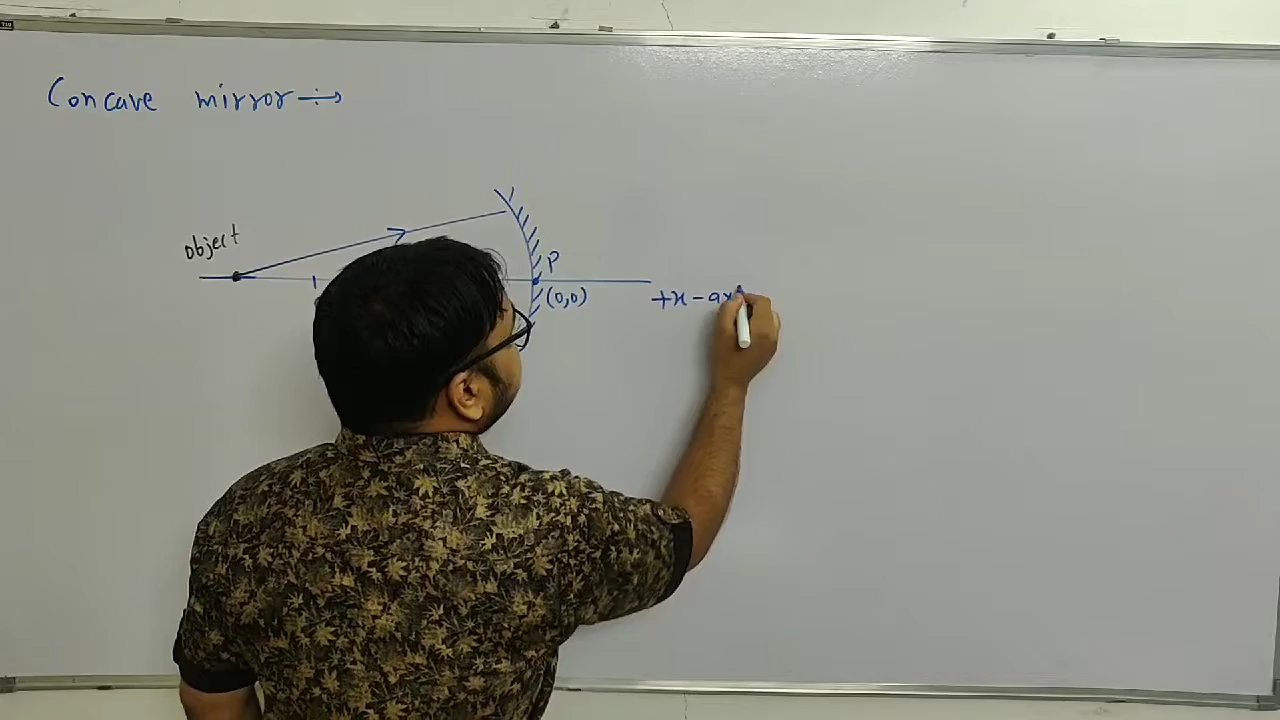 Concave mirror
object
P
(0,0)
+x - ax